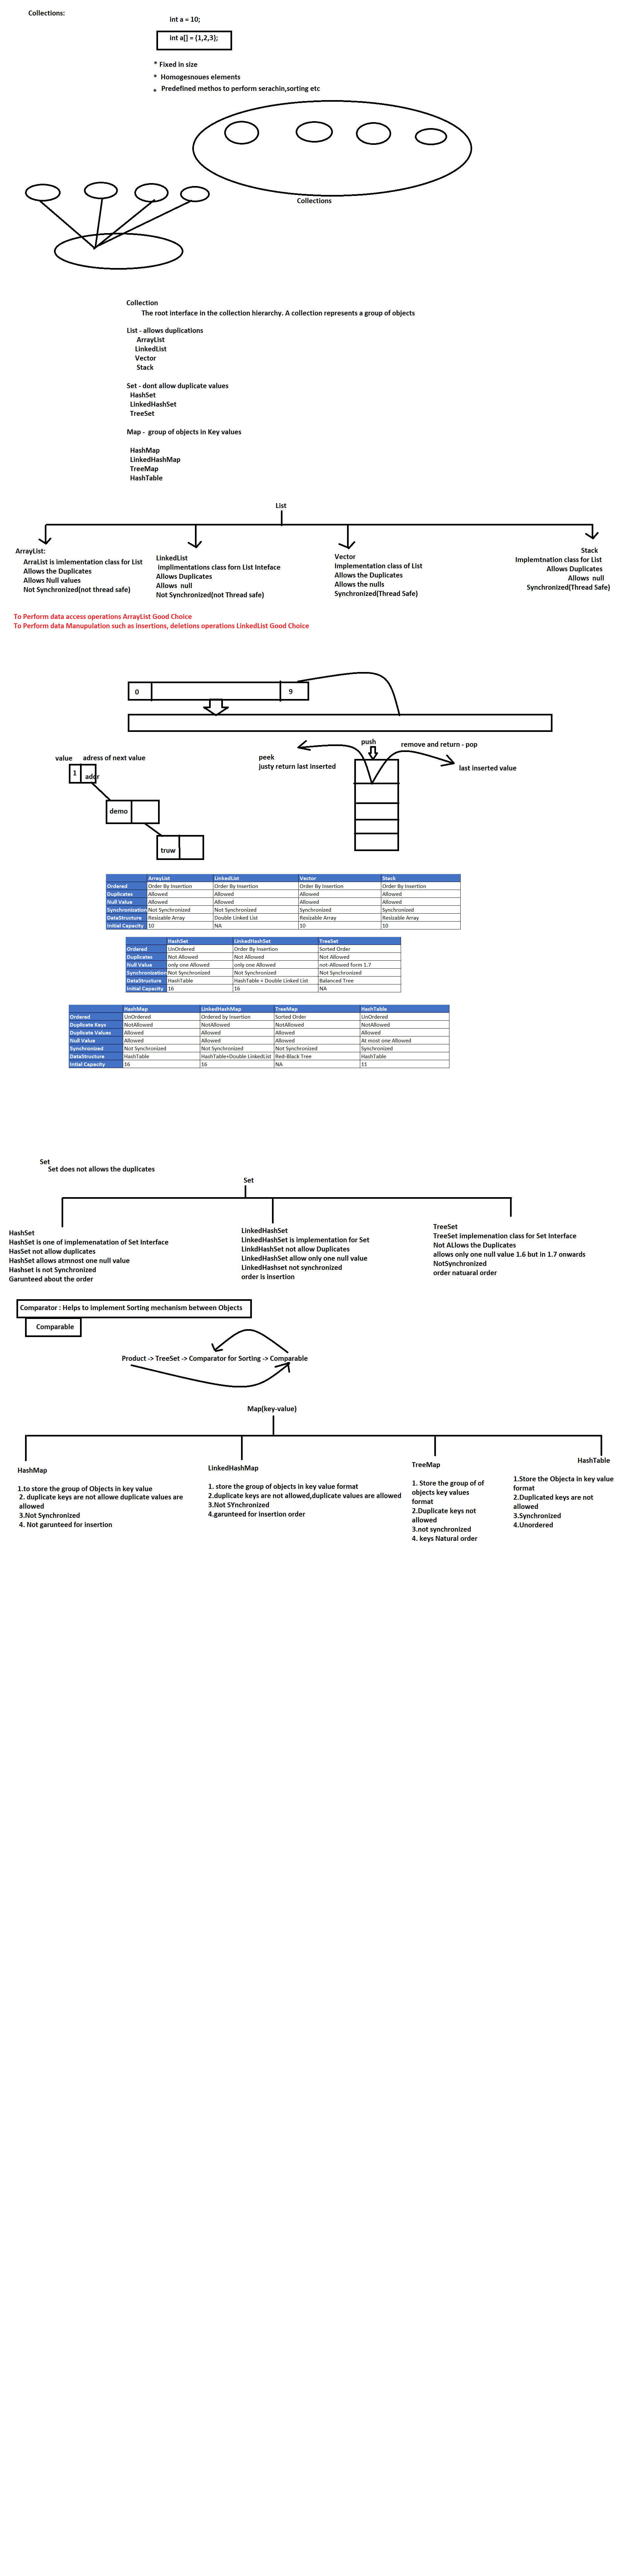 Collections:
int a = 10;
int a[] = {1,2,3};
* Fixed in size
* Homogesnoues elements
* Predefined methos to perform serachin,sorting etc
Collections
Collection
The root interface in the collection hierarchy. A collection represents a group of objects
List - allows duplications
ArrayList
LinkedList
Vector
Stack
Set - dont allow duplicate values
HashSet
LinkedHashSet
TreeSet
Map - group of objects in Key values
HashMap
LinkedHashMap
TreeMap
HashTable
List
ArrayList:
ArraList is imlementation class for List
Allows the Duplicates
Allows Null values
Not Synchronized(not thread safe)
LinkedList
implimentations class forn List Inteface
Allows Duplicates
Allows null
Not Synchronized(not Thread safe)
Vector
Implementation class of List
Allows the Duplicates
Allows the nulls
Synchronized(Thread Safe)
Stack
Implemtnation class for List
Allows Duplicates
Allows null
Synchronized(Thread Safe)
To Perform data access operations ArrayList Good Choice
To Perform data Manupulation such as insertions, deletions operations LinkedList Good Choice
0 9
value adress of next value
1 addr
demo
truw
peek
justy return last inserted
push
remove and return - pop
last inserted value
ArrayList LinkedList Vector Stack
Ordered Order By Insertion Order By Insertion Order By Insertion Order By Insertion
Duplicates Allowed Allowed Allowed Allowed
Null Value Allowed Allowed Allowed Allowed
Synchronization Not Synchronized Not Synchronized Synchronized Synchronized
DataStructure Resizable Array Double Linked List Resizable Array Resizable Array
Initial Capacity 10 NA 10 10
HashSet LinkedHashSet TreeSet
Ordered UnOrdered Order By Insertion Sorted Order
Duplicates Not Allowed Not Allowed Not Allowed
Null Value only one Allowed only one Allowed not-Allowed form 1.7
Synchronization Not Synchronized Not Synchronized Not Synchronized
DataStructure HashTable HashTable + Double Linked List Balanced Tree
Initial Capacity 16 16 NA
HashMap LinkedHashMap TreeMap HashTable
Ordered UnOrdered Ordered by Insertion Sorted Order UnOrdered
Duplicate Keys NotAllowed NotAllowed NotAllowed NotAllowed
Duplicate Values Allowed Allowed Allowed Allowed
Null Value Allowed Allowed Allowed At most one Allowed
Synchronized Not Synchronized Not Synchronized Not Synchronized Synchronized
DataStructure HashTable HashTable+Double LinkedList Red-Black Tree HashTable
Intial Capacity 16 16 NA 11
Set
Set does not allows the duplicates
Set
HashSet
HashSet is one of implemenatation of Set Interface
HasSet not allow duplicates
HashSet allows atmnost one null value
Hashset is not Synchronized
Garunteed about the order
LinkedHashSet
LinkedHashSet is implementation for Set
LinkdHashSet not allow Duplicates
LinkedHashSet allow only one null value
LinkedHashset not synchronized
order is insertion
TreeSet
TreeSet implemenation class for Set Interface
Not ALlows the Duplicates
allows only one null value 1.6 but in 1.7 onwards
NotSynchronized
order natuaral order
Comparator : Helps to implement Sorting mechanism between Objects
Comparable
Product -> TreeSet -> Comparator for Sorting -> Comparable
Map(key-value)
HashMap
1.to store the group of Objects in key value
2. duplicate keys are not allowe duplicate values are
allowed
3.Not Synchronized
4. Not garunteed for insertion
LinkedHashMap
1. store the group of objects in key value format
2.duplicate keys are not allowed,duplicate values are allowed
3.Not SYnchronized
4.garunteed for insertion order
TreeMap
1. Store the group of of
objects key values
format
2.Duplicate keys not
allowed
3.not synchronized
4. keys Natural order
HashTable
1.Store the Objecta in key value
format
2.Duplicated keys are not
allowed
3.Synchronized
4.Unordered